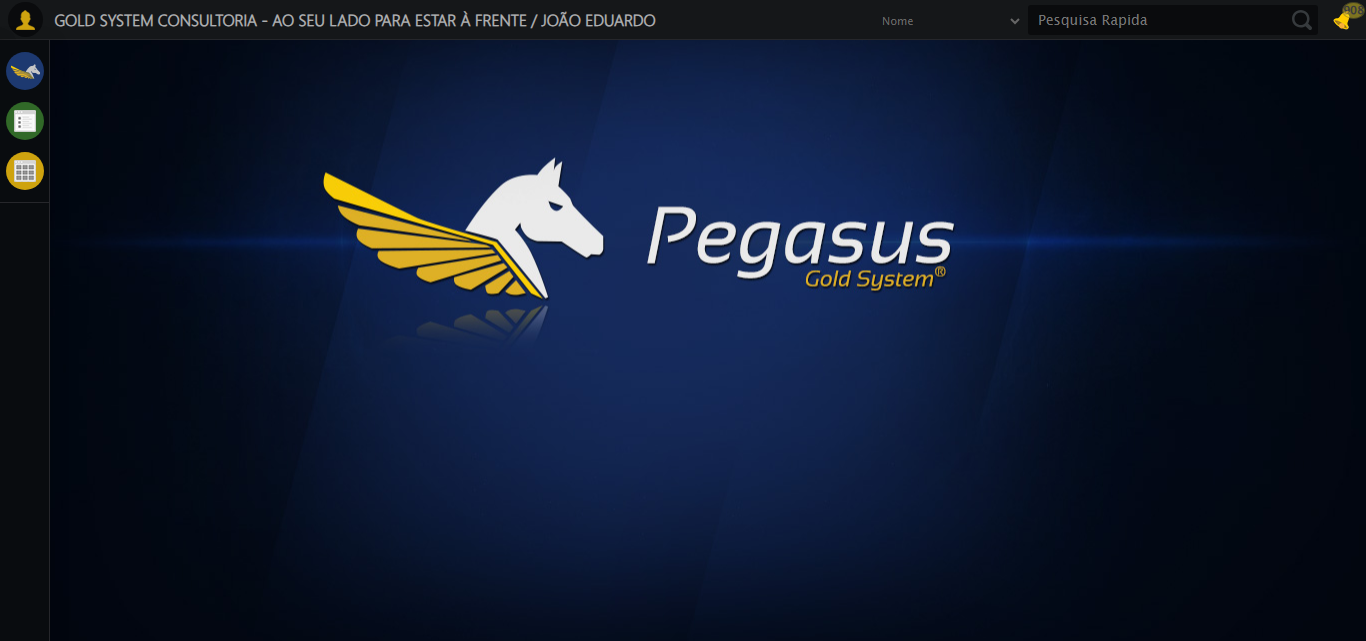 GOLD SYSTEM CONSULTORIA - AO SEU LADO PARA ESTAR À FRENTE / JOÃO EDUARDO
Nome
Pesquisa Rapida
Pegasus
Gold System®